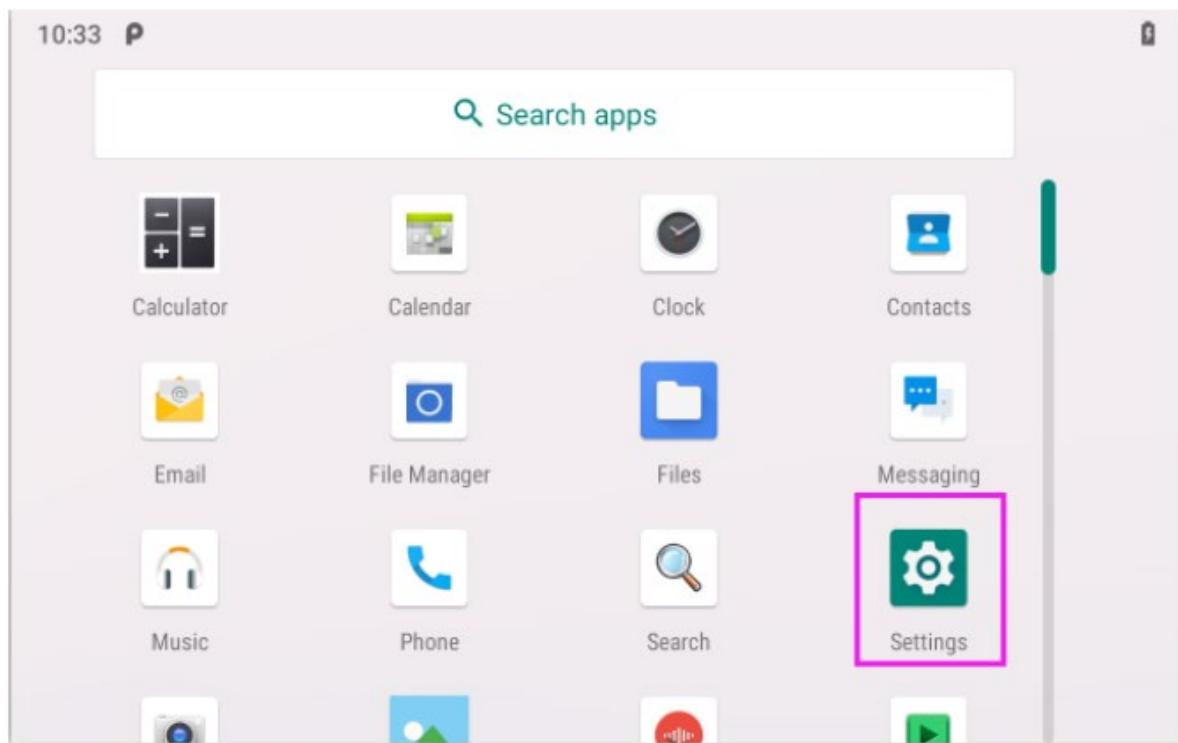 10:33
Search apps
Calculator Calendar Clock Contacts
Email File Manager Files Messaging
Music Phone Search Settings